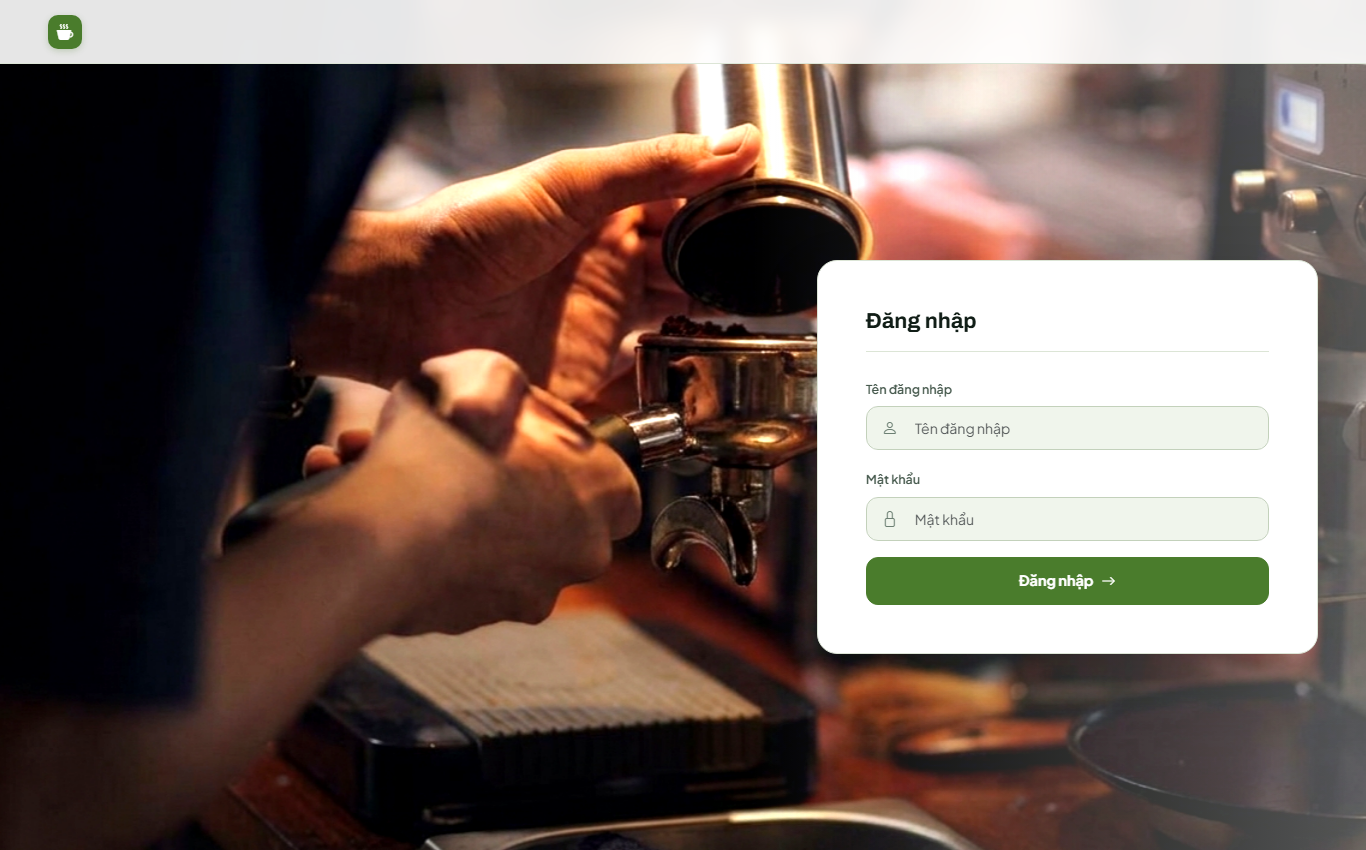 Đăng nhập
Tên đăng nhập
Tên đăng nhập
Mật khẩu
Mật khẩu
Đăng nhập →